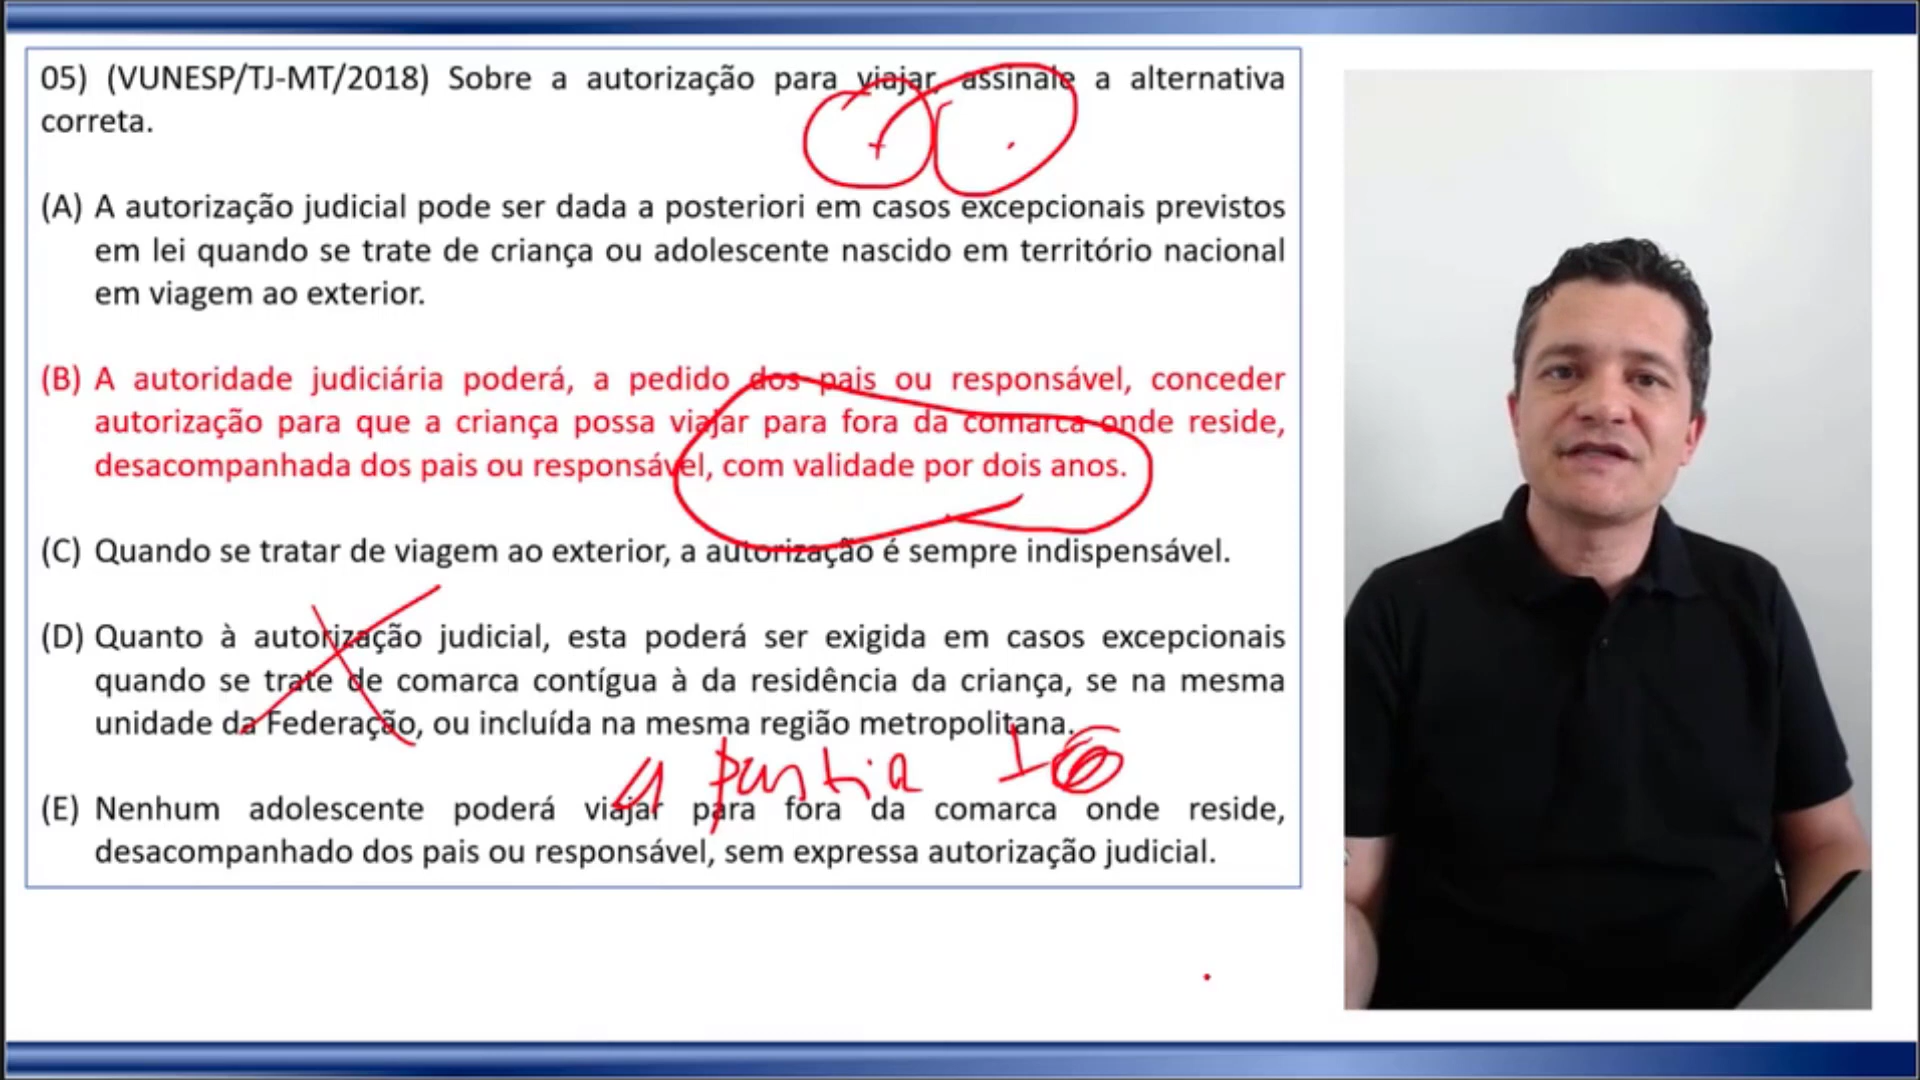 05) (VUNESP/TJ-MT/2018) Sobre a autorização para viajar, assinale a alternativa
correta.
(A) A autorização judicial pode ser dada a posteriori em casos excepcionais previstos
em lei quando se trate de criança ou adolescente nascido em território nacional
em viagem ao exterior.
(B) A autoridade judiciária poderá, a pedido dos pais ou responsável, conceder
autorização para que a criança possa viajar para fora da comarca onde reside,
desacompanhada dos pais ou responsável, com validade por dois anos.
(C) Quando se tratar de viagem ao exterior, a autorização é sempre indispensável.
(D) Quanto à autorização judicial, esta poderá ser exigida em casos excepcionais
quando se trate de comarca contígua à da residência da criança, se na mesma
unidade da Federação, ou incluída na mesma região metropolitana.
A partir 16
(E) Nenhum adolescente poderá viajar para fora da comarca onde reside,
desacompanhado dos pais ou responsável, sem expressa autorização judicial.